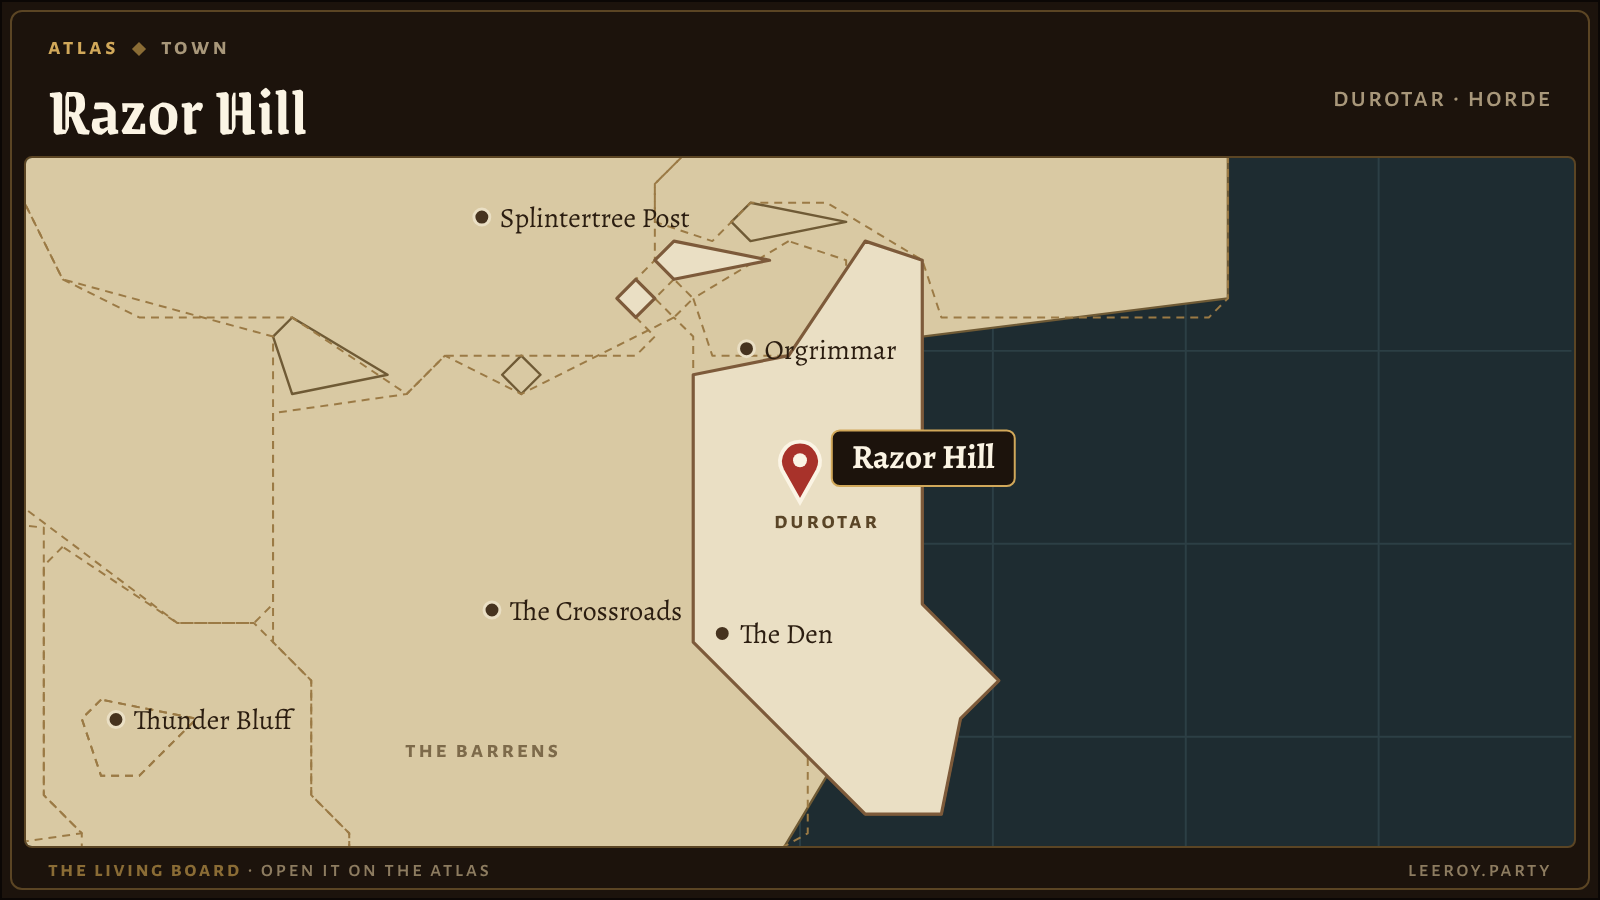 ATLAS ◆ TOWN
Razor Hill
DUROTAR · HORDE
Splintertree Post
Orgrimmar
Razor Hill
DUROTAR
The Crossroads
The Den
Thunder Bluff
THE BARRENS
THE LIVING BOARD · OPEN IT ON THE ATLAS
LEEROY.PARTY